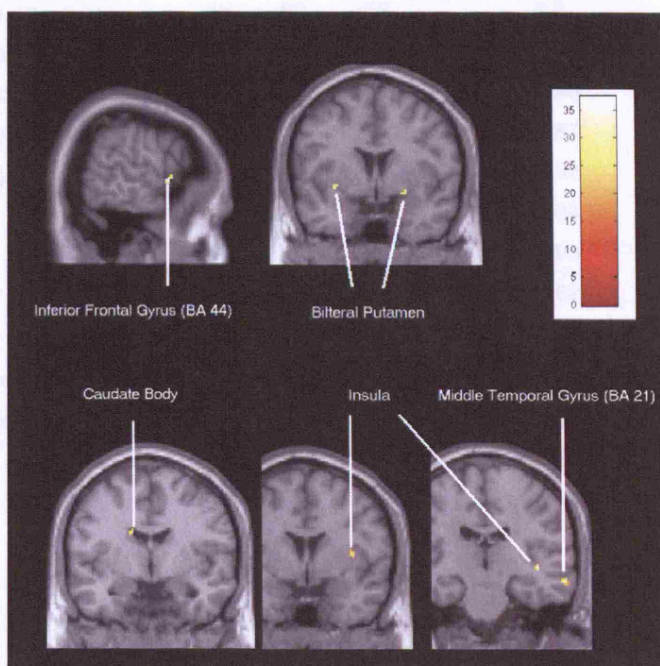 35
30
25
20
15
10
5
0
Inferior Frontal Gyrus (BA 44)
Bilteral Putamen
Caudate Body
Insula
Middle Temporal Gyrus (BA 21)